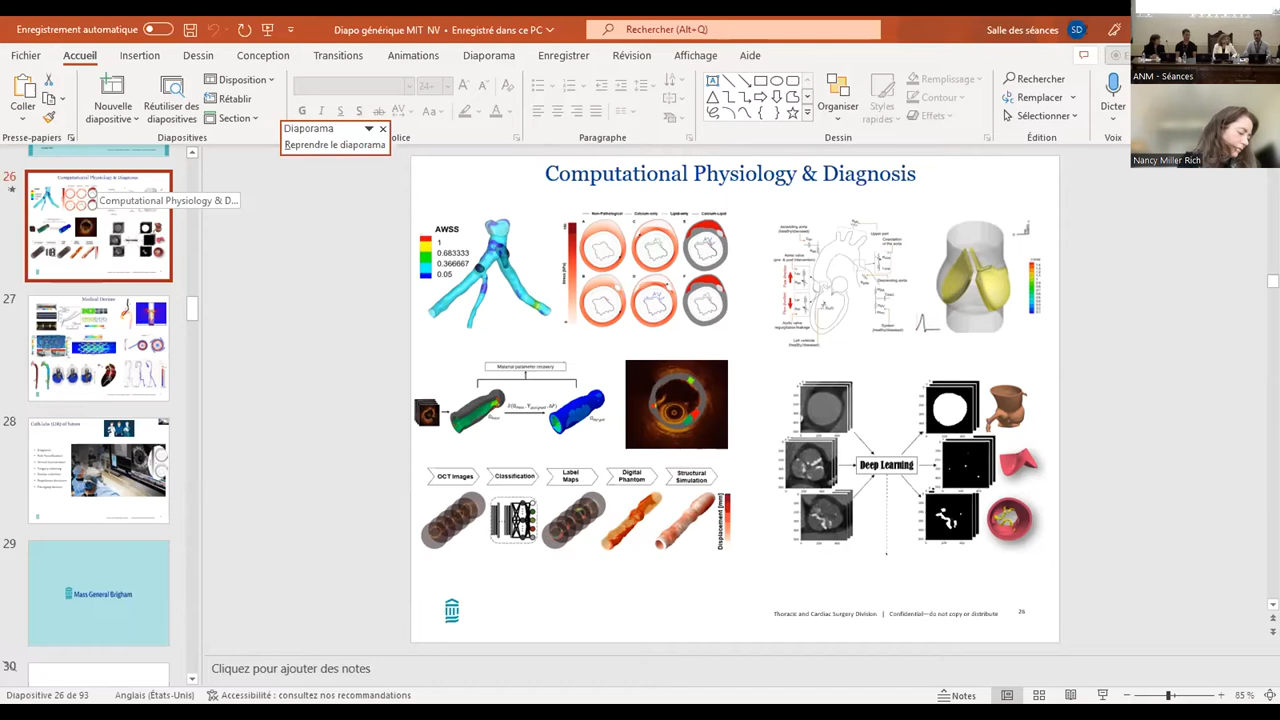 Enregistrement automatique
Diapo générique MIT NV - Enregistré dans ce PC
Rechercher (Alt+Q)
Salle des séances
SD
Fichier
Accueil
Insertion
Dessin
Conception
Transitions
Animations
Diaporama
Enregistrer
Révision
Affichage
Aide
Coller
Nouvelle diapositive
Réutiliser des diapositives
Disposition
Rétablir
Section
Presse-papiers
Diapositives
Diaporama
Reprendre le diaporama
olice
Paragraphe
Organiser
Styles rapides
Remplissage
Contour
Effets
Dessin
Rechercher
Remplacer
Sélectionner
Édition
Dicter
Voix
ANM - Séances
Nancy Miller Rich
26
Computational Physiology & Diagnosis
Computational Physiology & D...
27
Medical Devices
28
29
Mass General Brigham
30
Computational Physiology & Diagnosis
AWSS
1
0.683333
0.366667
0.05
Non-Pathological
Calcium-only
Lipid-only
Calcium-Lipid
Material parameter recovery
Deep Learning
OCT Images
Classification
Label Maps
Digital Phantom
Structural Simulation
Displacement [mm]
Thoracic and Cardiac Surgery Division | Confidential—do not copy or distribute
26
Cliquez pour ajouter des notes
Diapositive 26 de 93
Anglais (États-Unis)
Accessibilité : consultez nos recommandations
Notes
85 %